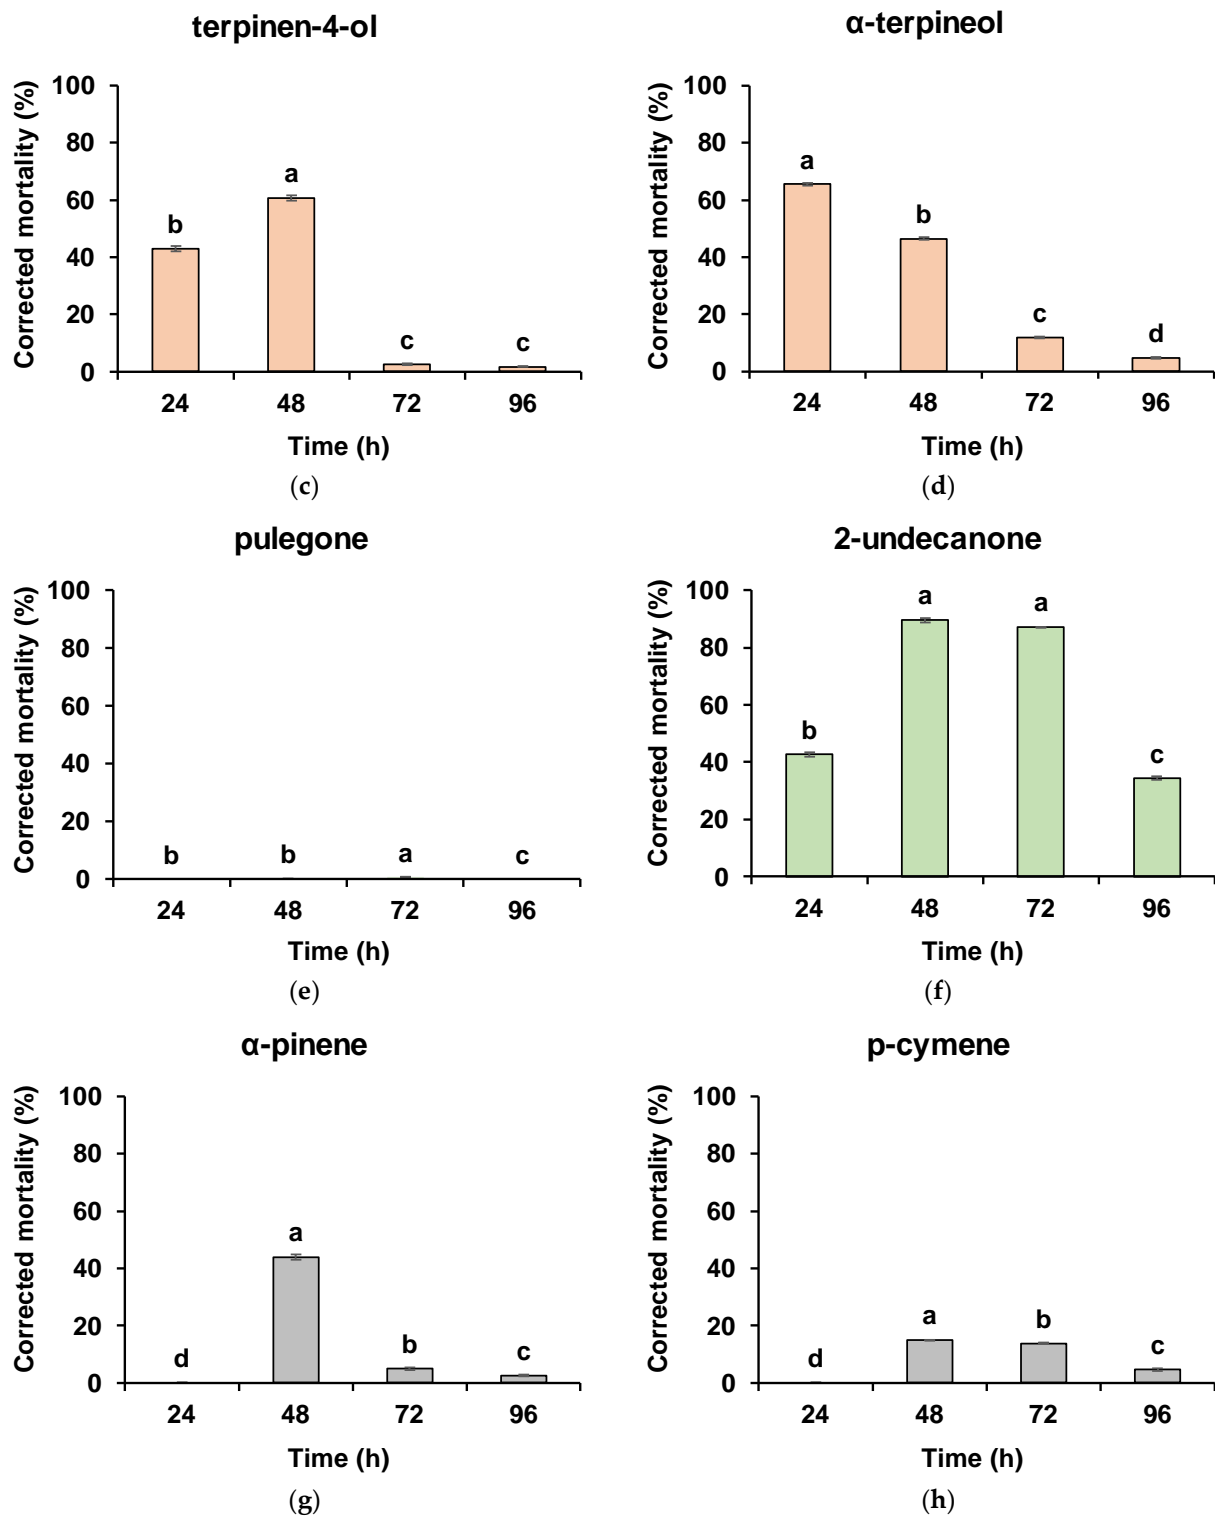 terpinen-4-ol
Corrected mortality (%)
100
80
60
40
20
0
b
a
c
c
24 48 72 96
Time (h)
(c)
α-terpineol
Corrected mortality (%)
100
80
60
40
20
0
a
b
c
d
24 48 72 96
Time (h)
(d)
pulegone
Corrected mortality (%)
100
80
60
40
20
0
b b a c
24 48 72 96
Time (h)
(e)
2-undecanone
Corrected mortality (%)
100
80
60
40
20
0
b
a
a
c
24 48 72 96
Time (h)
(f)
α-pinene
Corrected mortality (%)
100
80
60
40
20
0
d
a
b
c
24 48 72 96
Time (h)
(g)
p-cymene
Corrected mortality (%)
100
80
60
40
20
0
d
a
b
c
24 48 72 96
Time (h)
(h)